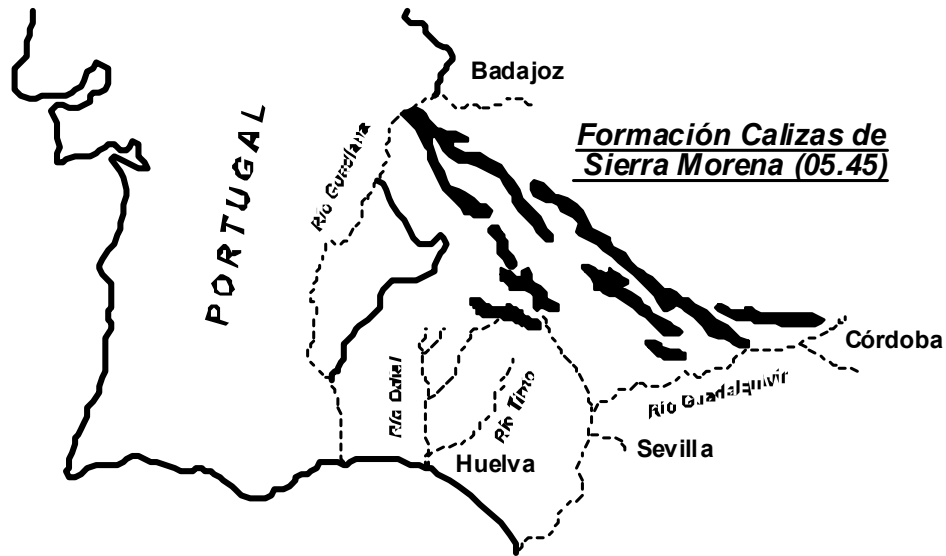 Badajoz
Formación Calizas de
Sierra Morena (05.45)
Río Guadiana
PORTUGAL
Córdoba
Río Odiel
Río Tinto
Río Guadalquivir
Sevilla
Huelva